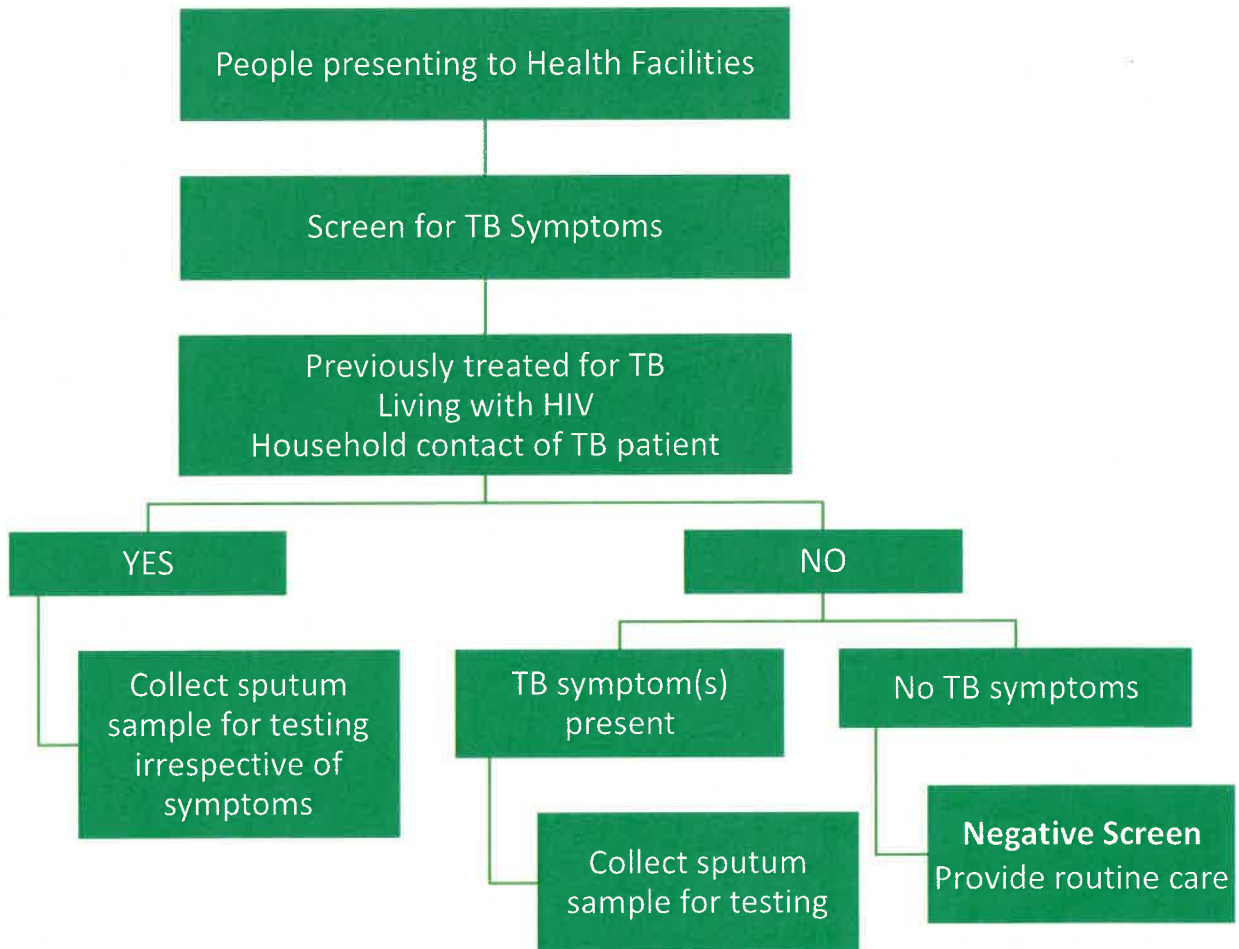 People presenting to Health Facilities
Screen for TB Symptoms
Previously treated for TB
Living with HIV
Household contact of TB patient
YES
NO
Collect sputum
sample for testing
irrespective of
symptoms
TB symptom(s)
present
No TB symptoms
Collect sputum
sample for testing
Negative Screen
Provide routine care